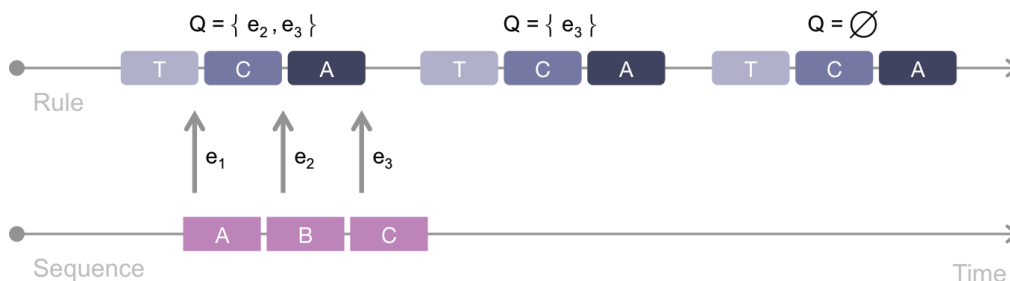 Q = { e₂ , e₃ } Q = { e₃ } Q = ∅
T C A T C A T C A
Rule
e₁ e₂ e₃
A B C
Sequence Time